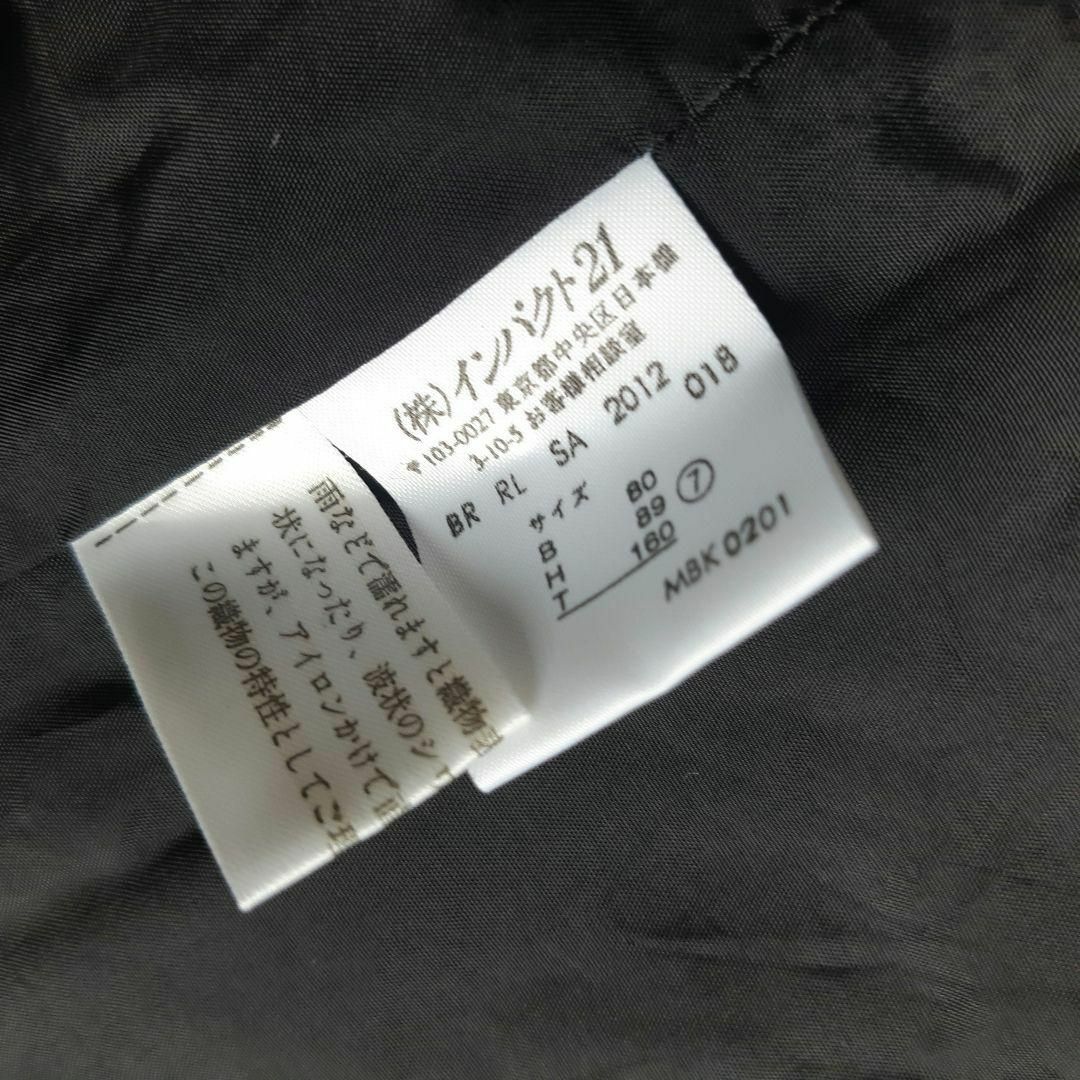 (株)インパクト21
〒103-0027 東京都中央区日本橋
3-10-5 お客様相談室
BR RL SA 2012 018
サイズ
B 80
H 89 ⑦
T 160
MBK0201
雨などで濡れますと織物
状になったり、波状のシ
ますが、アイロンかけで
この織物の特性としてご